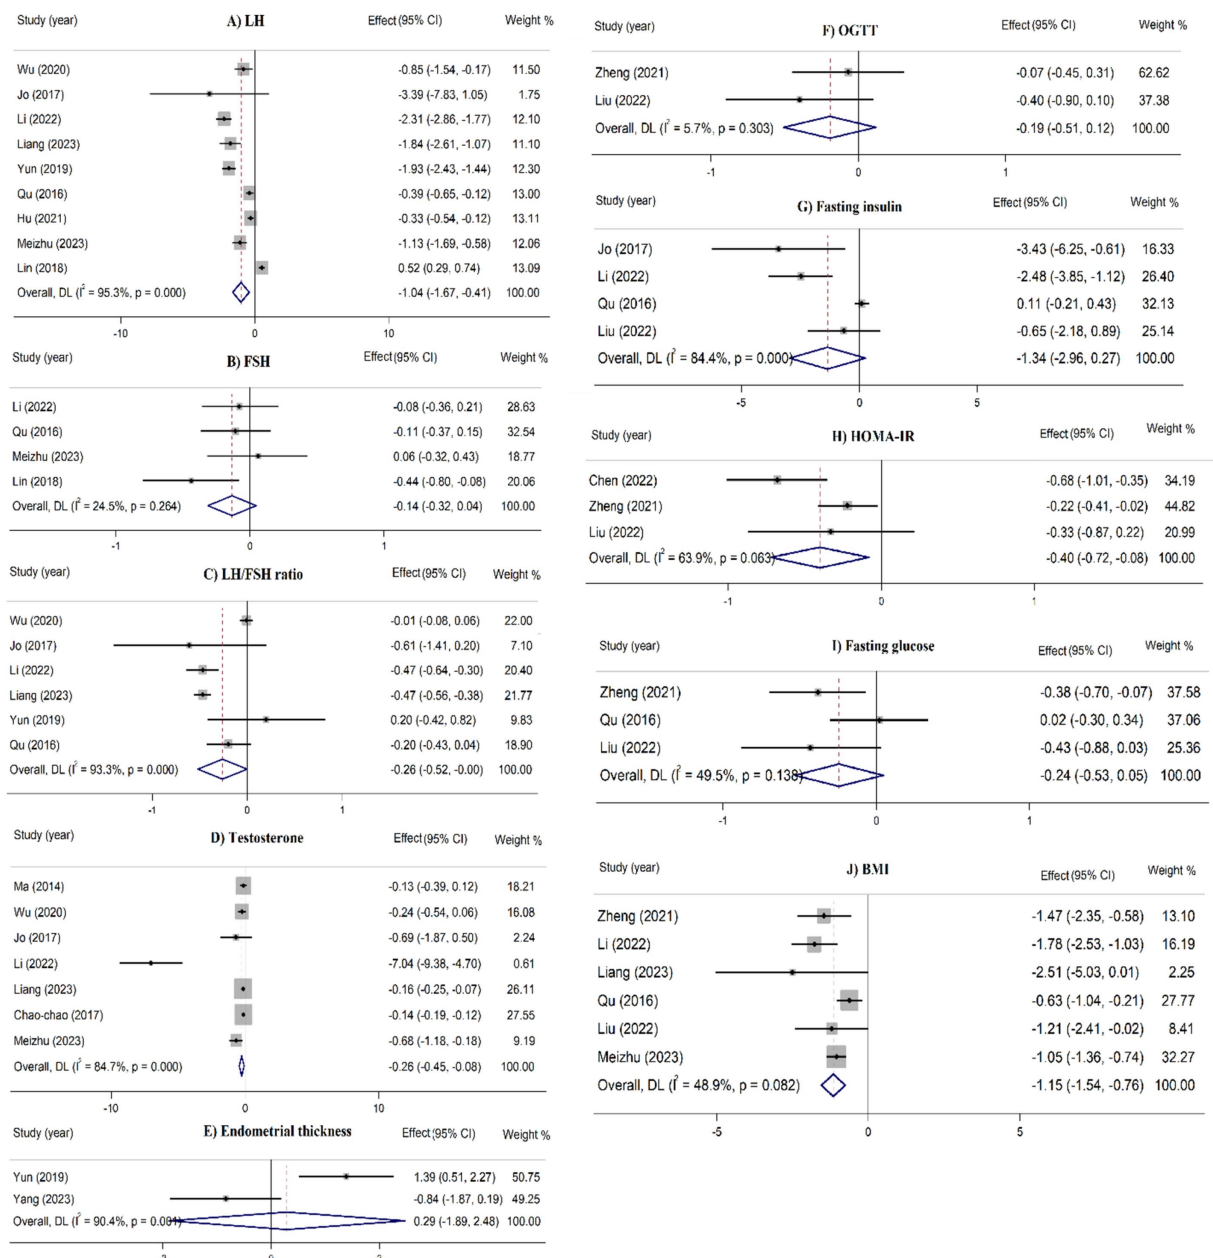 Study (year) A) LH Effect (95% CI) Weight %
Wu (2020) -0.85 (-1.54, -0.17) 11.50
Jo (2017) -3.39 (-7.83, 1.05) 1.75
Li (2022) -2.31 (-2.86, -1.77) 12.10
Liang (2023) -1.84 (-2.61, -1.07) 11.10
Yun (2019) -1.93 (-2.43, -1.44) 12.30
Qu (2016) -0.39 (-0.65, -0.12) 13.00
Hu (2021) -0.33 (-0.54, -0.12) 13.11
Meizhu (2023) -1.13 (-1.69, -0.58) 12.06
Lin (2018) 0.52 (0.29, 0.74) 13.09
Overall, DL (I² = 95.3%, p = 0.000) -1.04 (-1.67, -0.41) 100.00
-10 0 10
Study (year) B) FSH Effect (95% CI) Weight %
Li (2022) -0.08 (-0.36, 0.21) 28.63
Qu (2016) -0.11 (-0.37, 0.15) 32.54
Meizhu (2023) 0.06 (-0.32, 0.43) 18.77
Lin (2018) -0.44 (-0.80, -0.08) 20.06
Overall, DL (I² = 24.5%, p = 0.264) -0.14 (-0.32, 0.04) 100.00
-1 0 1
Study (year) C) LH/FSH ratio Effect (95% CI) Weight %
Wu (2020) -0.01 (-0.08, 0.06) 22.00
Jo (2017) -0.61 (-1.41, 0.20) 7.10
Li (2022) -0.47 (-0.64, -0.30) 20.40
Liang (2023) -0.47 (-0.56, -0.38) 21.77
Yun (2019) 0.20 (-0.42, 0.82) 9.83
Qu (2016) -0.20 (-0.43, 0.04) 18.90
Overall, DL (I² = 93.3%, p = 0.000) -0.26 (-0.52, -0.00) 100.00
-1 0 1
Study (year) D) Testosterone Effect (95% CI) Weight %
Ma (2014) -0.13 (-0.39, 0.12) 18.21
Wu (2020) -0.24 (-0.54, 0.06) 16.08
Jo (2017) -0.69 (-1.87, 0.50) 2.24
Li (2022) -7.04 (-9.38, -4.70) 0.61
Liang (2023) -0.16 (-0.25, -0.07) 26.11
Chao-chao (2017) -0.14 (-0.19, -0.12) 27.55
Meizhu (2023) -0.68 (-1.18, -0.18) 9.19
Overall, DL (I² = 84.7%, p = 0.000) -0.26 (-0.45, -0.08) 100.00
-10 0 10
Study (year) E) Endometrial thickness Effect (95% CI) Weight %
Yun (2019) 1.39 (0.51, 2.27) 50.75
Yang (2023) -0.84 (-1.87, 0.19) 49.25
Overall, DL (I² = 90.4%, p = 0.001) 0.29 (-1.89, 2.48) 100.00
Study (year) F) OGTT Effect (95% CI) Weight %
Zheng (2021) -0.07 (-0.45, 0.31) 62.62
Liu (2022) -0.40 (-0.90, 0.10) 37.38
Overall, DL (I² = 5.7%, p = 0.303) -0.19 (-0.51, 0.12) 100.00
-1 0 1
Study (year) G) Fasting insulin Effect (95% CI) Weight %
Jo (2017) -3.43 (-6.25, -0.61) 16.33
Li (2022) -2.48 (-3.85, -1.12) 26.40
Qu (2016) 0.11 (-0.21, 0.43) 32.13
Liu (2022) -0.65 (-2.18, 0.89) 25.14
Overall, DL (I² = 84.4%, p = 0.000) -1.34 (-2.96, 0.27) 100.00
-5 0 5
Study (year) H) HOMA-IR Effect (95% CI) Weight %
Chen (2022) -0.68 (-1.01, -0.35) 34.19
Zheng (2021) -0.22 (-0.41, -0.02) 44.82
Liu (2022) -0.33 (-0.87, 0.22) 20.99
Overall, DL (I² = 63.9%, p = 0.063) -0.40 (-0.72, -0.08) 100.00
-1 0 1
Study (year) I) Fasting glucose Effect (95% CI) Weight %
Zheng (2021) -0.38 (-0.70, -0.07) 37.58
Qu (2016) 0.02 (-0.30, 0.34) 37.06
Liu (2022) -0.43 (-0.88, 0.03) 25.36
Overall, DL (I² = 49.5%, p = 0.138) -0.24 (-0.53, 0.05) 100.00
-1 0 1
Study (year) J) BMI Effect (95% CI) Weight %
Zheng (2021) -1.47 (-2.35, -0.58) 13.10
Li (2022) -1.78 (-2.53, -1.03) 16.19
Liang (2023) -2.51 (-5.03, 0.01) 2.25
Qu (2016) -0.63 (-1.04, -0.21) 27.77
Liu (2022) -1.21 (-2.41, -0.02) 8.41
Meizhu (2023) -1.05 (-1.36, -0.74) 32.27
Overall, DL (I² = 48.9%, p = 0.082) -1.15 (-1.54, -0.76) 100.00
-5 0 5